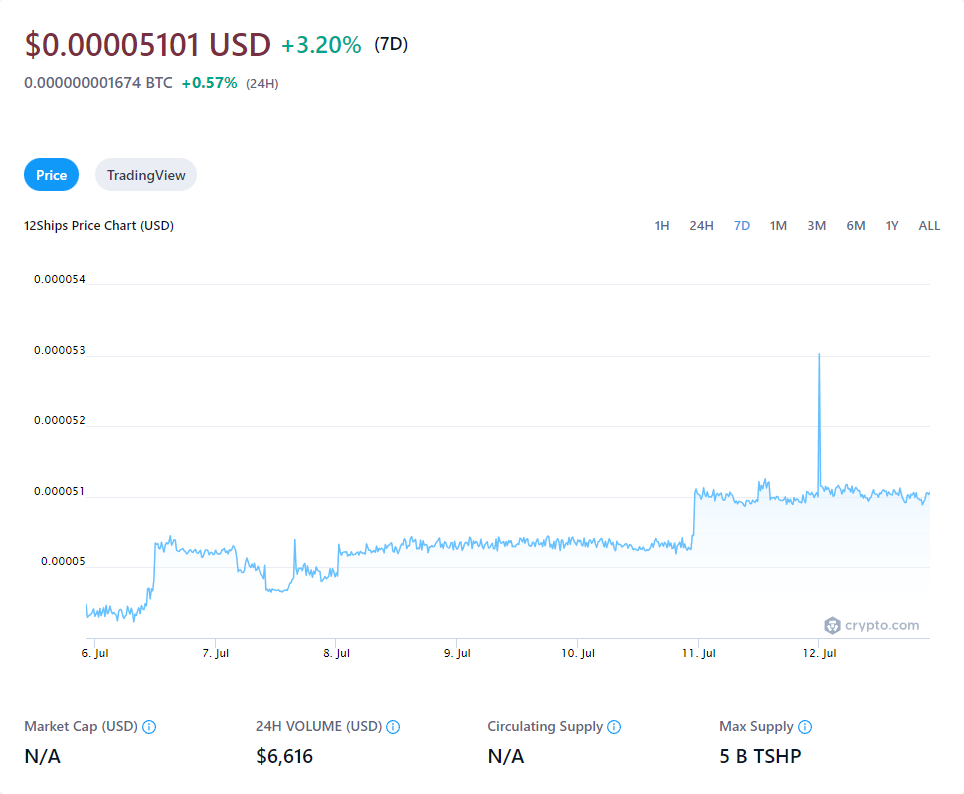 $0.00005101 USD +3.20% (7D)
0.000000001674 BTC +0.57% (24H)
Price TradingView
12Ships Price Chart (USD) 1H 24H 7D 1M 3M 6M 1Y ALL
0.000054
0.000053
0.000052
0.000051
0.00005
crypto.com
6. Jul 7. Jul 8. Jul 9. Jul 10. Jul 11. Jul 12. Jul
Market Cap (USD) 24H VOLUME (USD) Circulating Supply Max Supply
N/A $6,616 N/A 5 B TSHP